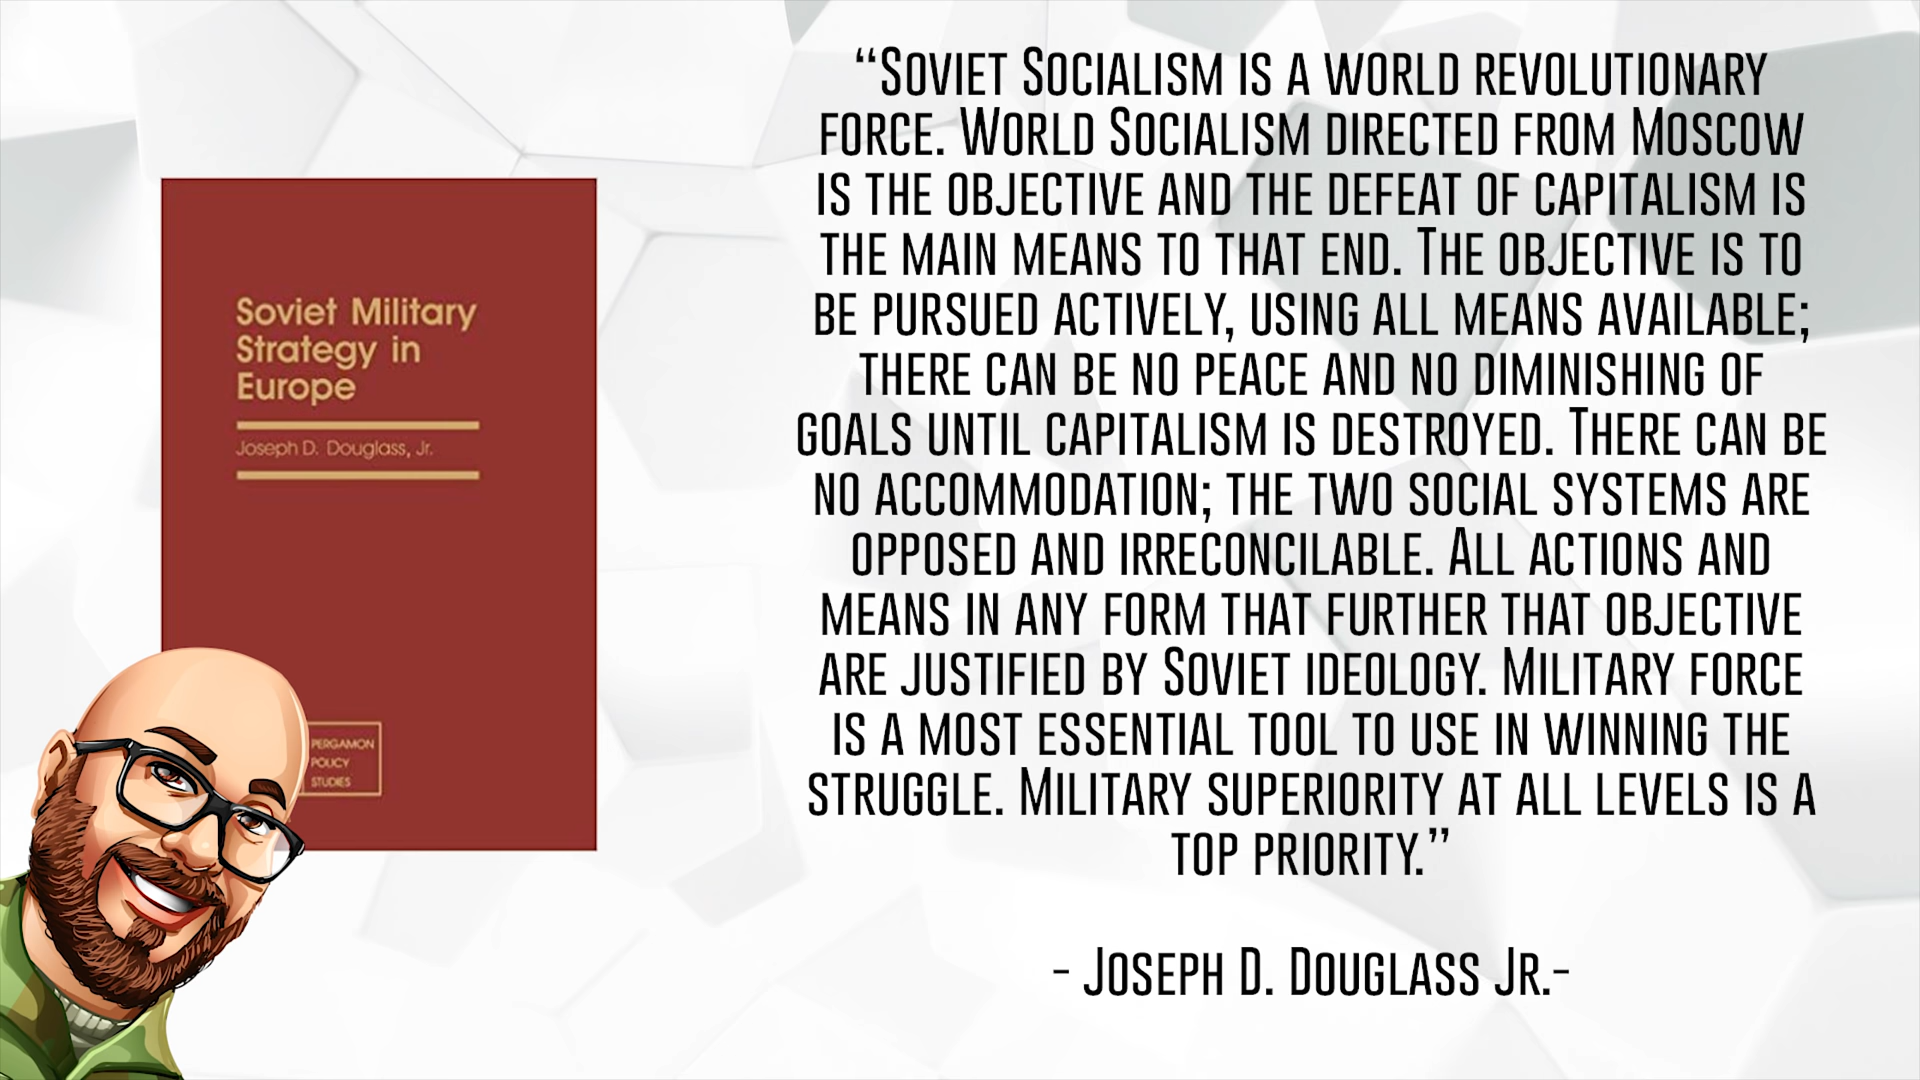 Soviet Military
Strategy in
Europe
Joseph D. Douglass, Jr.
PERGAMON
POLICY
STUDIES
“Soviet Socialism is a world revolutionary
force. World Socialism directed from Moscow
is the objective and the defeat of capitalism is
the main means to that end. The objective is to
be pursued actively, using all means available;
there can be no peace and no diminishing of
goals until capitalism is destroyed. There can be
no accommodation; the two social systems are
opposed and irreconcilable. All actions and
means in any form that further that objective
are justified by Soviet ideology. Military force
is a most essential tool to use in winning the
struggle. Military superiority at all levels is a
top priority.”
- Joseph D. Douglass Jr.-